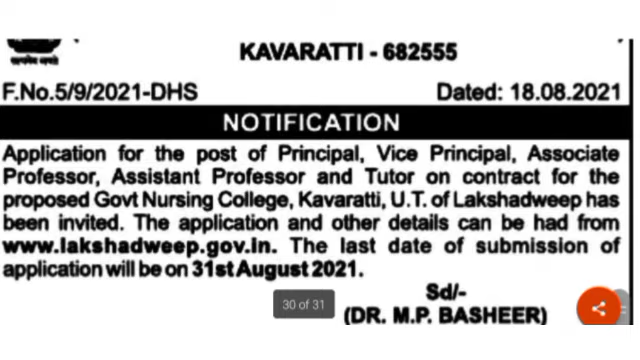 सत्यमेव जयते
KAVARATTI - 682555
F.No.5/9/2021-DHS Dated: 18.08.2021
NOTIFICATION
Application for the post of Principal, Vice Principal, Associate
Professor, Assistant Professor and Tutor on contract for the
proposed Govt Nursing College, Kavaratti, U.T. of Lakshadweep has
been invited. The application and other details can be had from
www.lakshadweep.gov.in. The last date of submission of
application will be on 31st August 2021.
Sd/-
30 of 31
(DR. M.P. BASHEER)